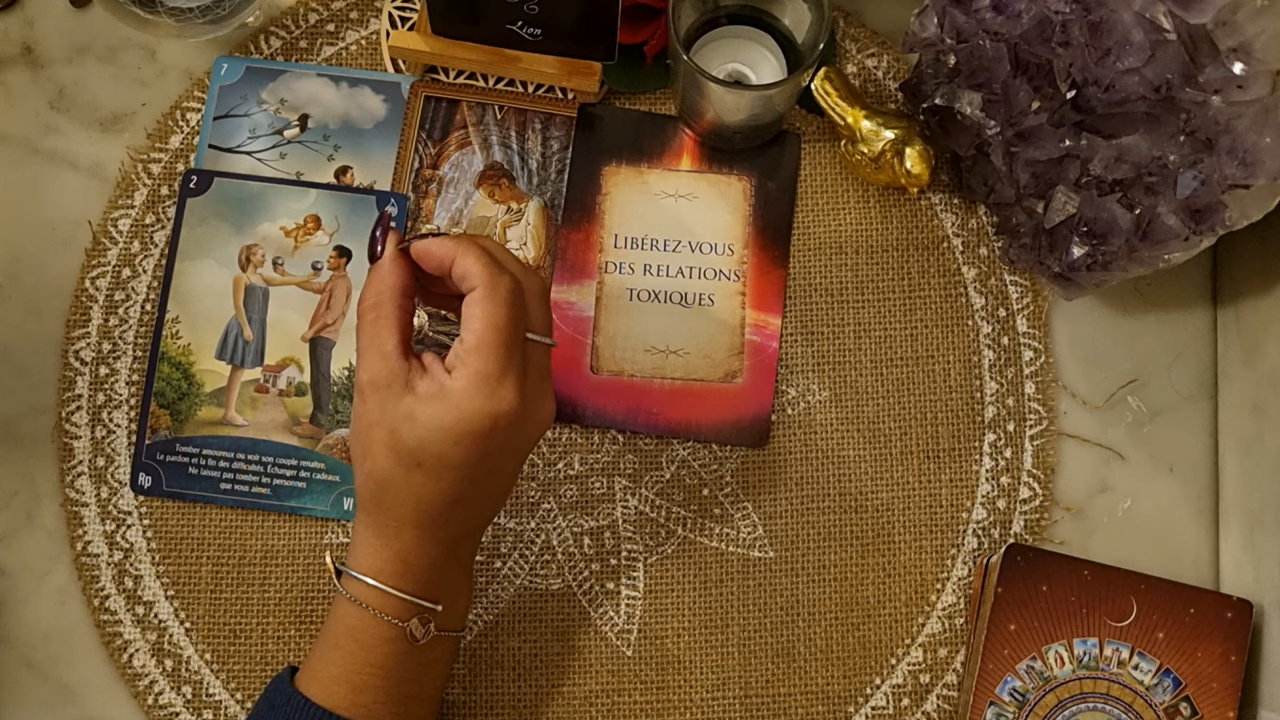 Lion
7
V
2
LIBÉREZ-VOUS
DES RELATIONS
TOXIQUES
Tomber amoureux ou voir son couple renaître.
Le pardon et la fin des difficultés. Échanger des cadeaux.
Ne laissez pas tomber les personnes
que vous aimez.
Rp
VI